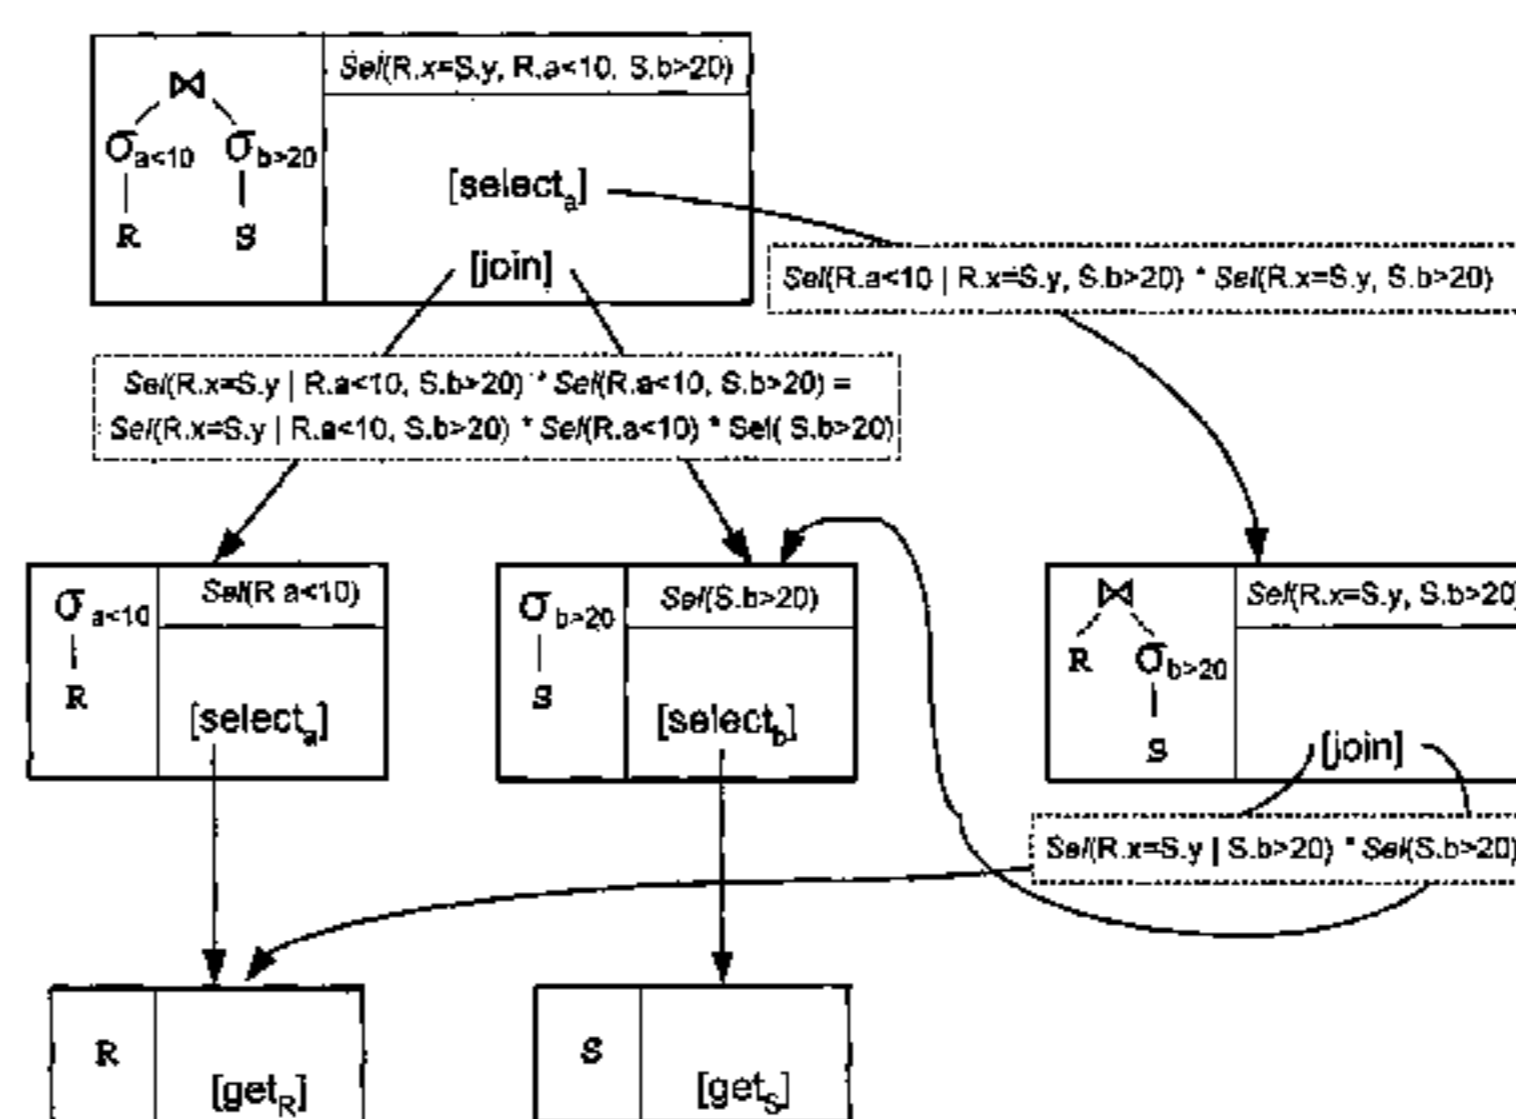 Sel(R.x=S.y, R.a<10, S.b>20)
⋈
σa<10 σb>20
R S
[selecta]
[join]
Sel(R.a<10 | R.x=S.y, S.b>20) * Sel(R.x=S.y, S.b>20)
Sel(R.x=S.y | R.a<10, S.b>20) * Sel(R.a<10, S.b>20) =
Sel(R.x=S.y | R.a<10, S.b>20) * Sel(R.a<10) * Sel( S.b>20)
σa<10
R
Sel(R a<10)
[selecta]
σb>20
S
Sel(S.b>20)
[selectb]
⋈
R σb>20
S
Sel(R.x=S.y, S.b>20)
[join]
Sel(R.x=S.y | S.b>20) * Sel(S.b>20)
R
[getR]
S
[getS]